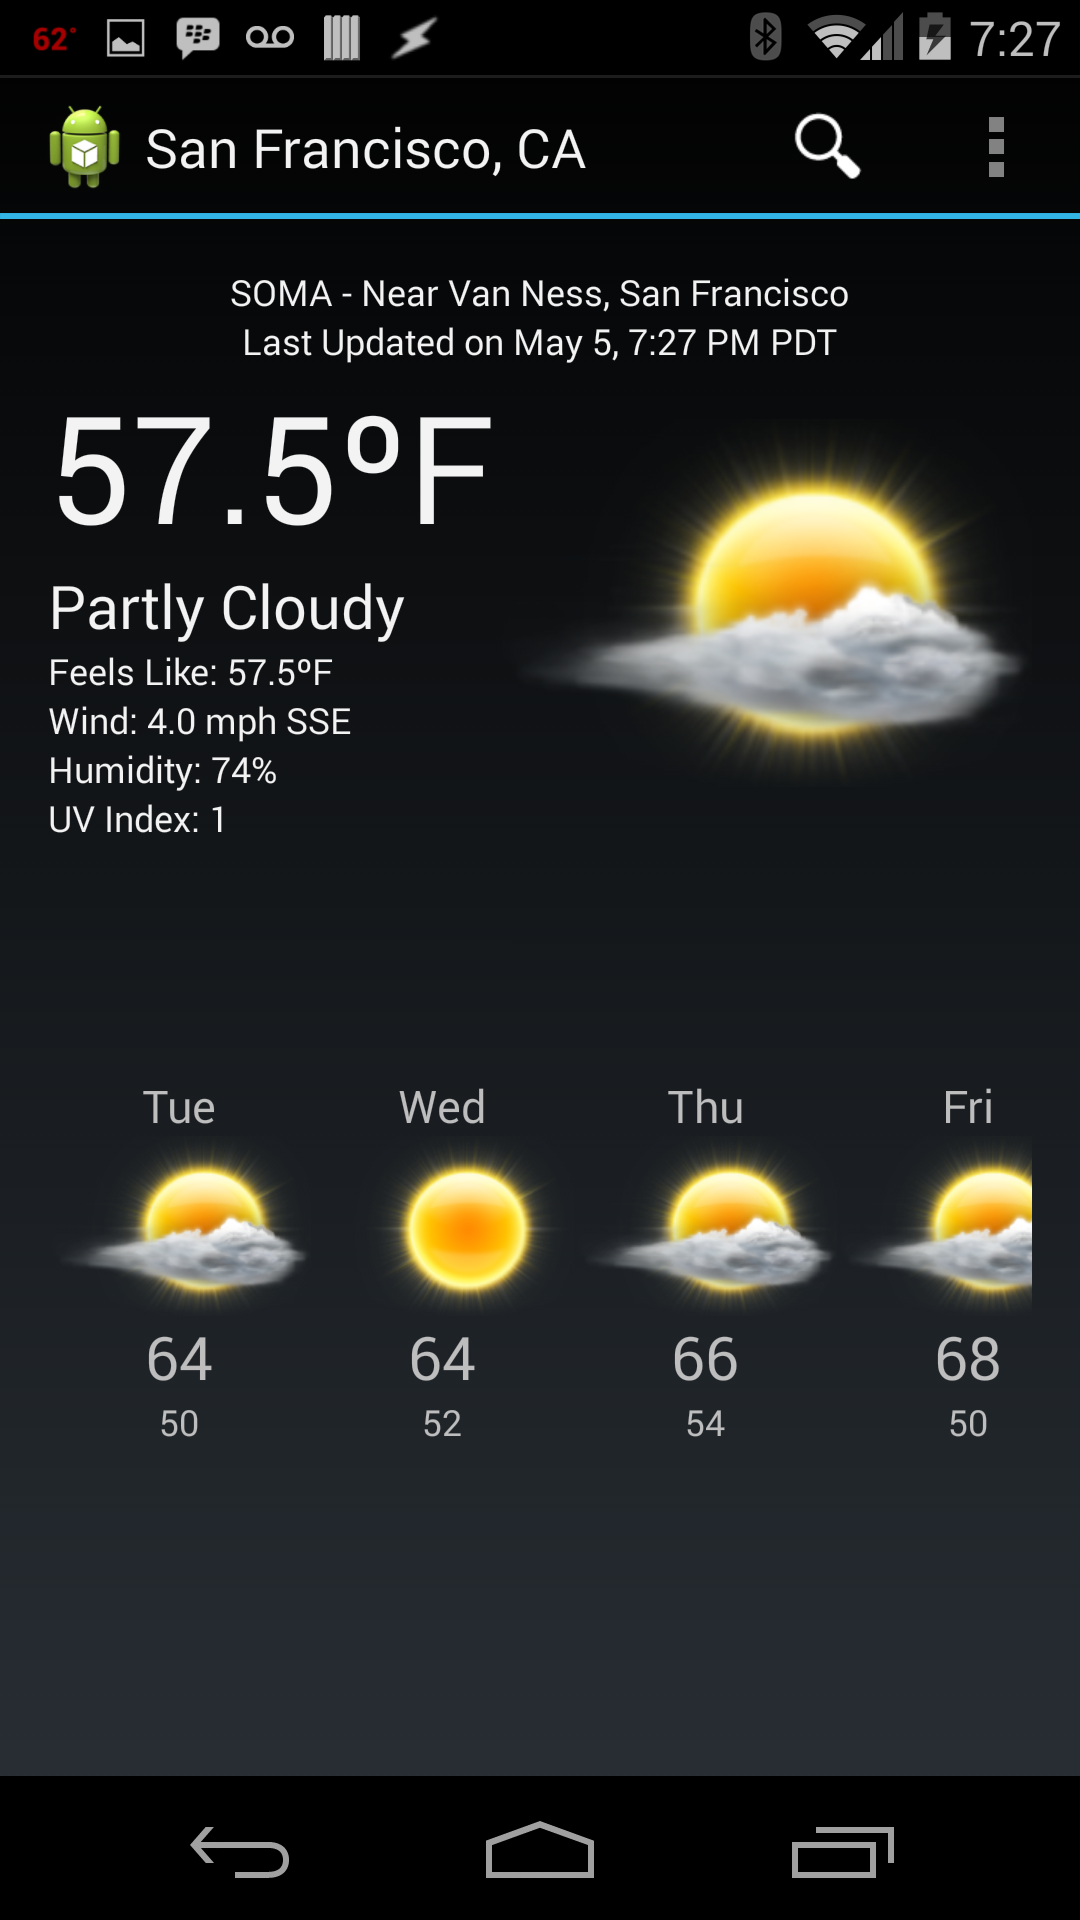 62°
7:27
San Francisco, CA
SOMA - Near Van Ness, San Francisco
Last Updated on May 5, 7:27 PM PDT
57.5ºF
Partly Cloudy
Feels Like: 57.5ºF
Wind: 4.0 mph SSE
Humidity: 74%
UV Index: 1
Tue Wed Thu Fri
64 64 66 68
50 52 54 50